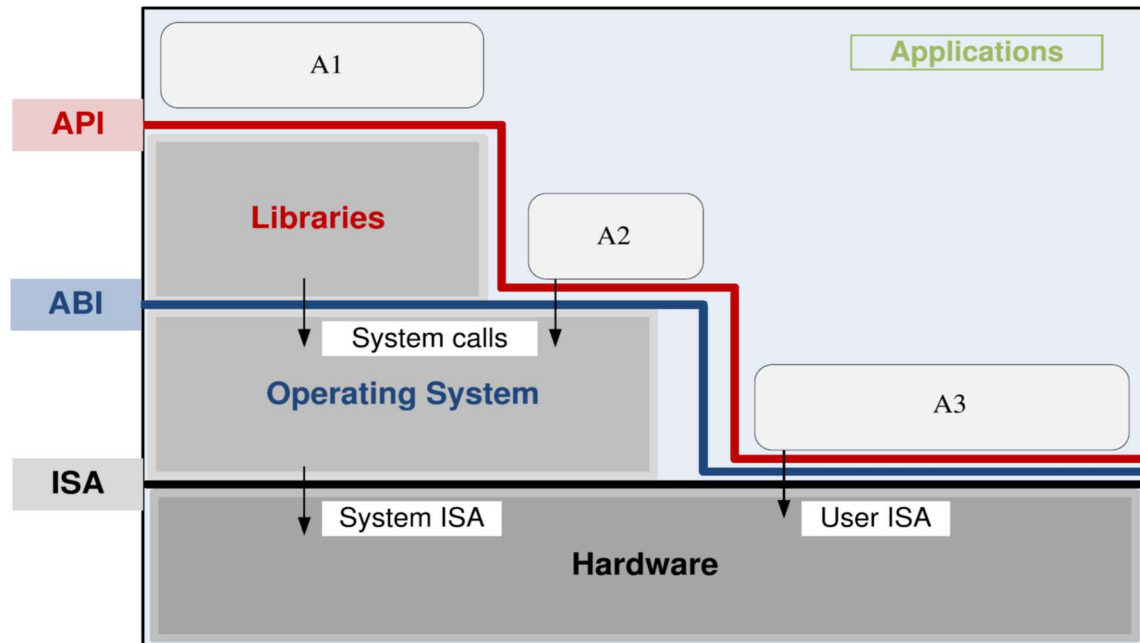 A1
Applications
API
Libraries
A2
ABI
System calls
Operating System
A3
ISA
System ISA
User ISA
Hardware